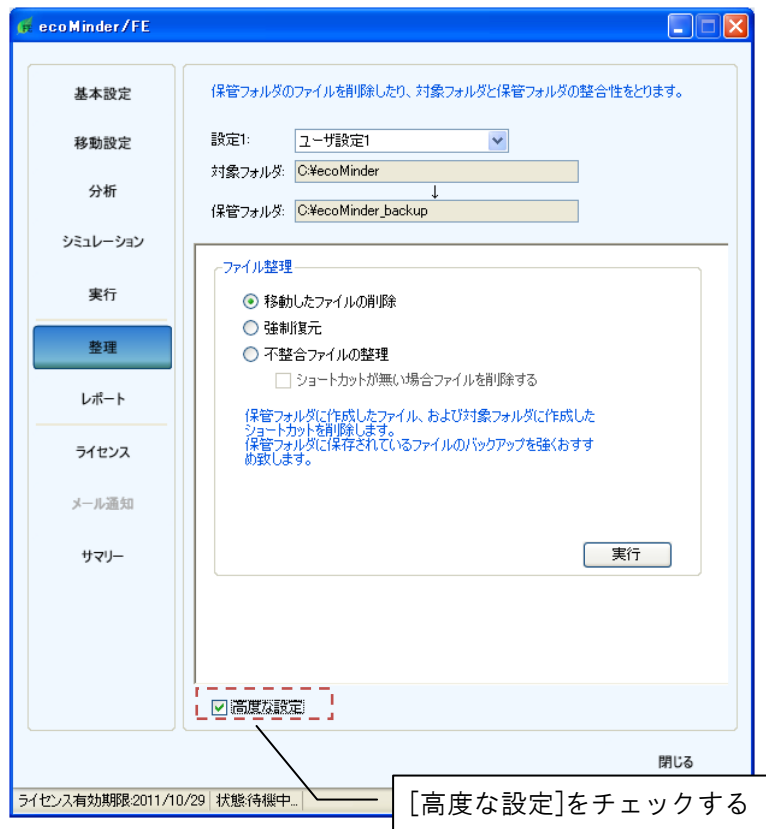 ecoMinder/FE
基本設定
移動設定
分析
シミュレーション
実行
整理
レポート
ライセンス
メール通知
サマリー
保管フォルダのファイルを削除したり、対象フォルダと保管フォルダの整合性をとります。
設定1: ユーザ設定1
対象フォルダ: C:¥ecoMinder
↓
保管フォルダ: C:¥ecoMinder_backup
ファイル整理
移動したファイルの削除
強制復元
不整合ファイルの整理
ショートカットが無い場合ファイルを削除する
保管フォルダに作成したファイル、および対象フォルダに作成した
ショートカットを削除します。
保管フォルダに保存されているファイルのバックアップを強くおすす
め致します。
実行
高度な設定
閉じる
ライセンス有効期限:2011/10/29 状態:待機中...
[高度な設定]をチェックする